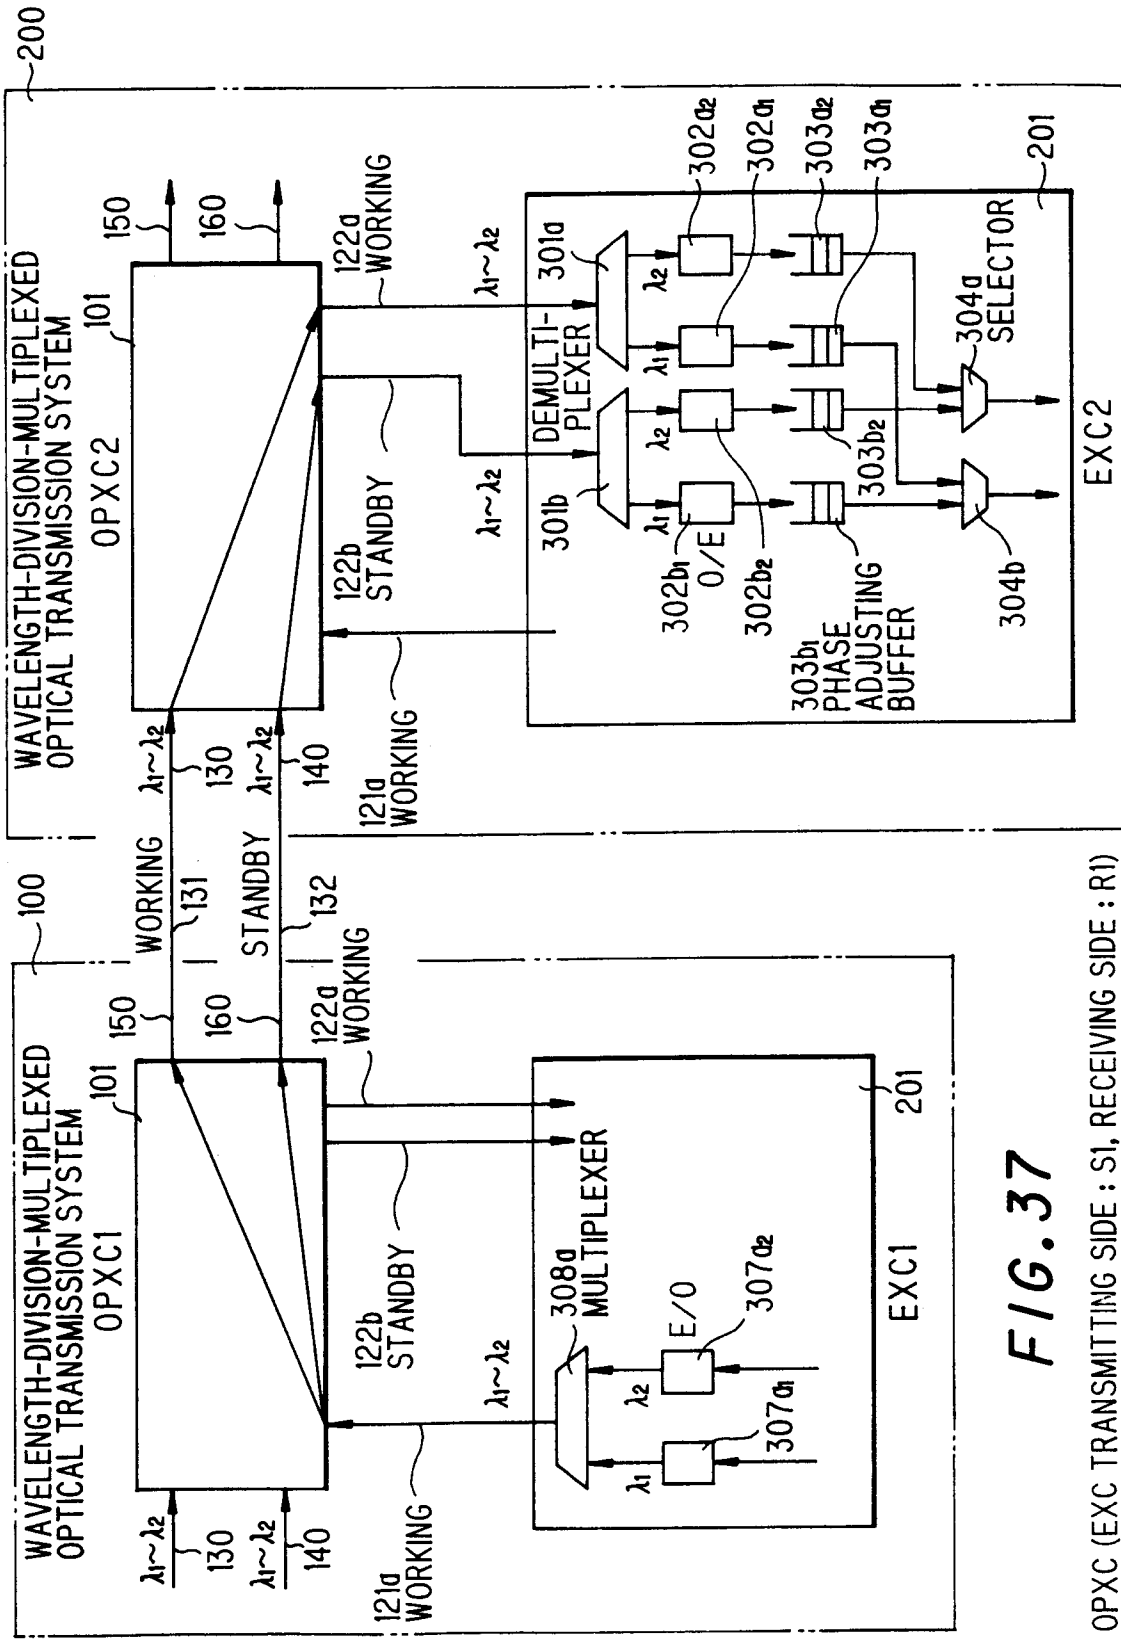 WAVELENGTH-DIVISION-MULTIPLEXED
OPTICAL TRANSMISSION SYSTEM
100
OPXC1
101
λ1~λ2
130
λ1~λ2
140
150
160
WORKING
131
STANDBY
132
121a
WORKING
122b
STANDBY
122a
WORKING
λ1~λ2
308a
MULTIPLEXER
λ1
λ2
E/O
307a1
307a2
201
EXC1
WAVELENGTH-DIVISION-MULTIPLEXED
OPTICAL TRANSMISSION SYSTEM
200
OPXC2
101
λ1~λ2
130
λ1~λ2
140
150
160
121a
WORKING
122b
STANDBY
122a
WORKING
λ1~λ2
λ1~λ2
DEMULTI-
PLEXER
301b
301a
λ1
λ2
λ1
λ2
302b1
O/E
302b2
302a2
302a1
303b1
PHASE
ADJUSTING
BUFFER
303b2
303a2
303a1
304b
304a
SELECTOR
201
EXC2
FIG.37
OPXC (EXC TRANSMITTING SIDE : S1, RECEIVING SIDE : R1)